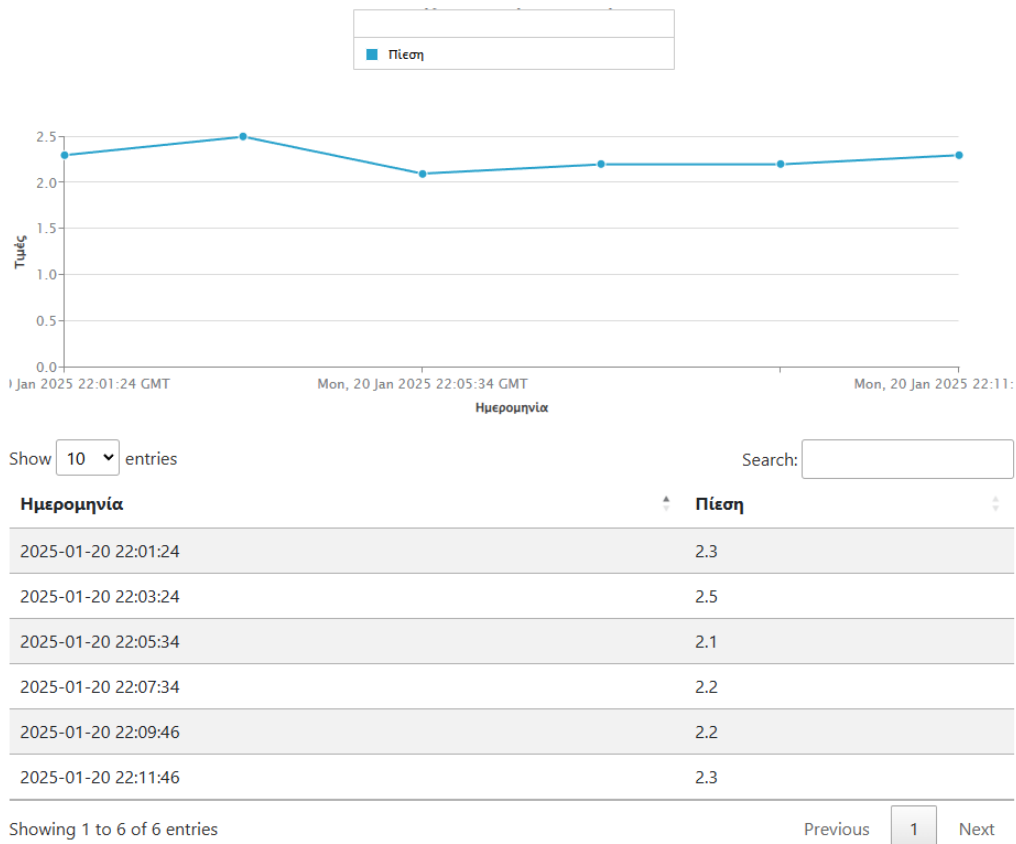 Πίεση
2.5
2.0
1.5
1.0
0.5
0.0
Τιμές
Jan 2025 22:01:24 GMT Mon, 20 Jan 2025 22:05:34 GMT Mon, 20 Jan 2025 22:11:
Ημερομηνία
Show 10 entries Search:
Ημερομηνία Πίεση
2025-01-20 22:01:24 2.3
2025-01-20 22:03:24 2.5
2025-01-20 22:05:34 2.1
2025-01-20 22:07:34 2.2
2025-01-20 22:09:46 2.2
2025-01-20 22:11:46 2.3
Showing 1 to 6 of 6 entries Previous 1 Next